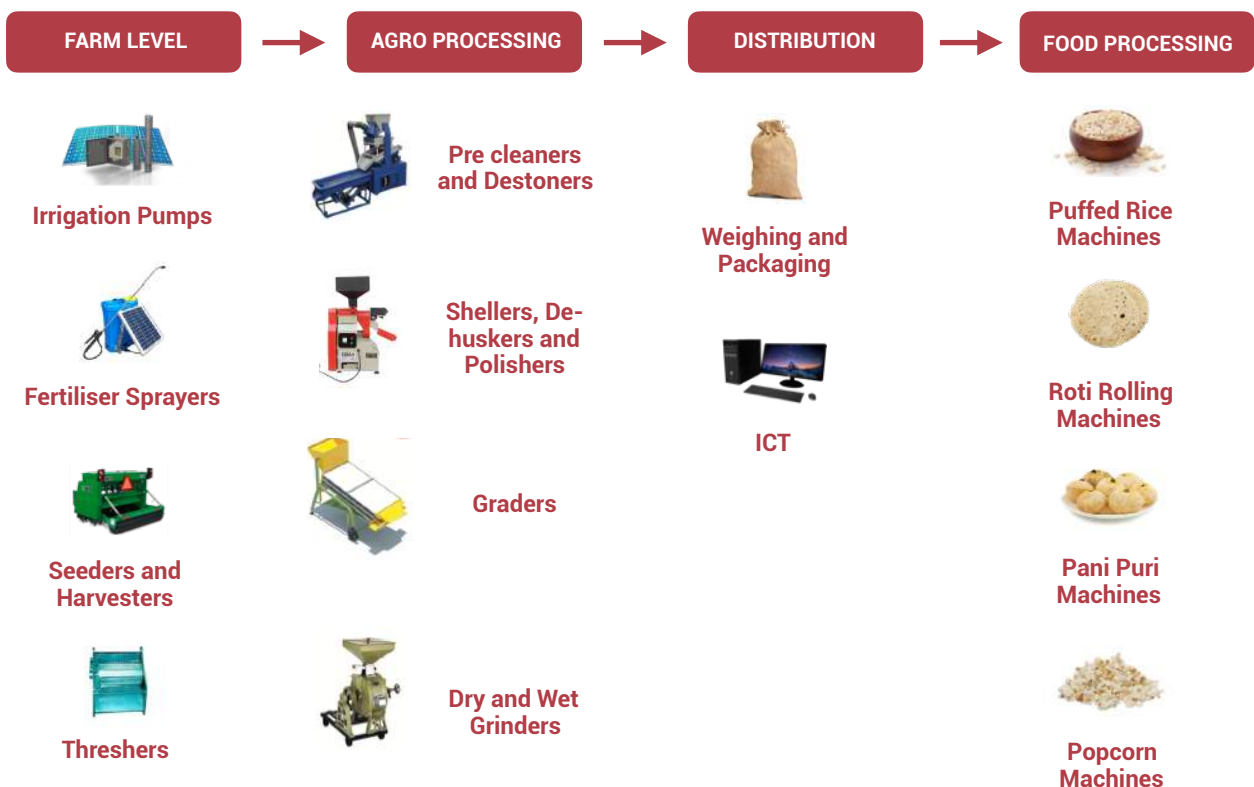 FARM LEVEL
AGRO PROCESSING
DISTRIBUTION
FOOD PROCESSING
Irrigation Pumps
Fertiliser Sprayers
Seeders and
Harvesters
Threshers
Pre cleaners
and Destoners
Shellers, De-
huskers and
Polishers
Graders
Dry and Wet
Grinders
Weighing and
Packaging
ICT
Puffed Rice
Machines
Roti Rolling
Machines
Pani Puri
Machines
Popcorn
Machines